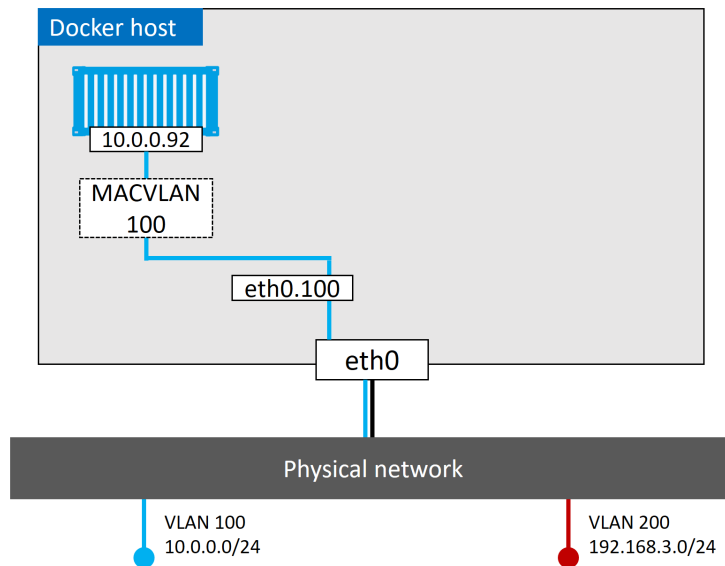 Docker host
10.0.0.92
MACVLAN
100
eth0.100
eth0
Physical network
VLAN 100
10.0.0.0/24
VLAN 200
192.168.3.0/24